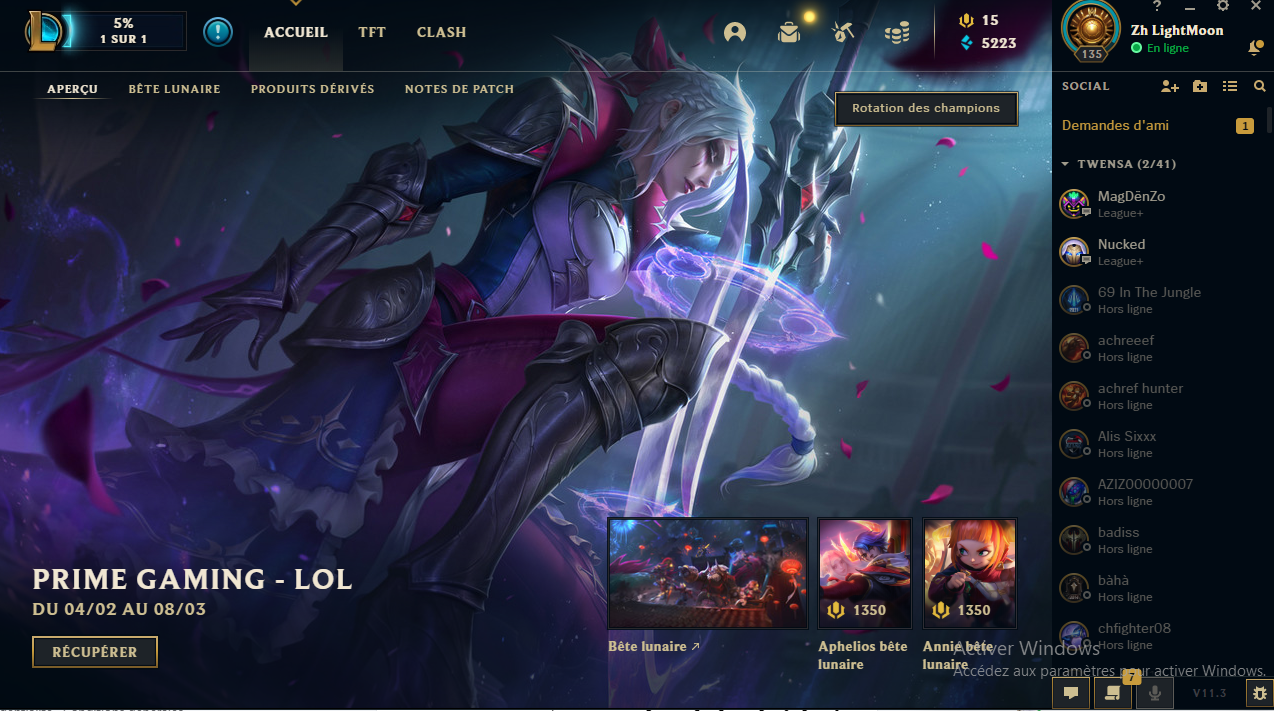 5%
1 SUR 1
ACCUEIL
TFT
CLASH
15
5223
135
Zh LightMoon
En ligne
APERÇU
BÊTE LUNAIRE
PRODUITS DÉRIVÉS
NOTES DE PATCH
Rotation des champions
SOCIAL
Demandes d'ami
1
TWENSA (2/41)
MagDēnZo
League+
Nucked
League+
69 In The Jungle
Hors ligne
achreeef
Hors ligne
achref hunter
Hors ligne
Alis Sixxx
Hors ligne
AZIZ00000007
Hors ligne
badiss
Hors ligne
bàhà
Hors ligne
chfighter08
Hors ligne
PRIME GAMING - LOL
DU 04/02 AU 08/03
RÉCUPÉRER
Bête lunaire
1350
Aphelios bête
lunaire
1350
Annie bête
lunaire
Activer Windows
Accédez aux paramètres pour activer Windows.
7
V11.3